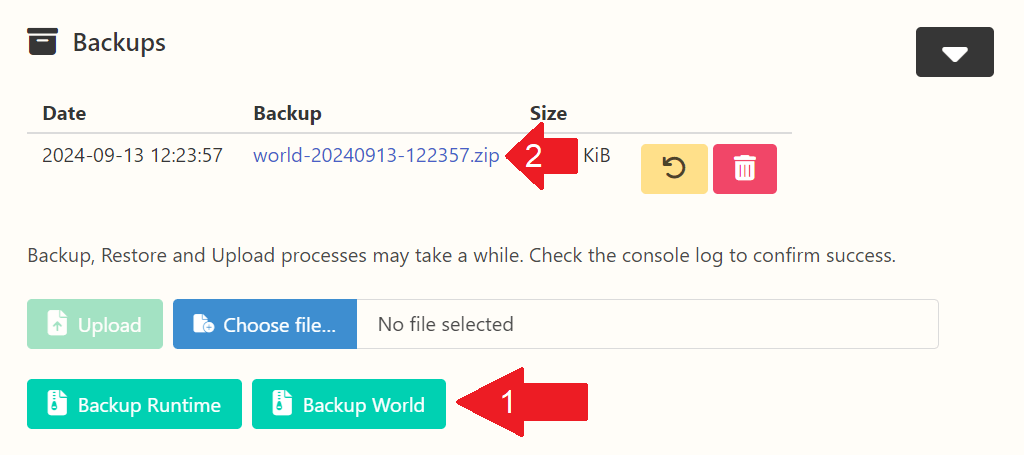 Backups
Date Backup Size
2024-09-13 12:23:57 world-20240913-122357.zip 2 KiB
Backup, Restore and Upload processes may take a while. Check the console log to confirm success.
Upload Choose file... No file selected
Backup Runtime Backup World 1